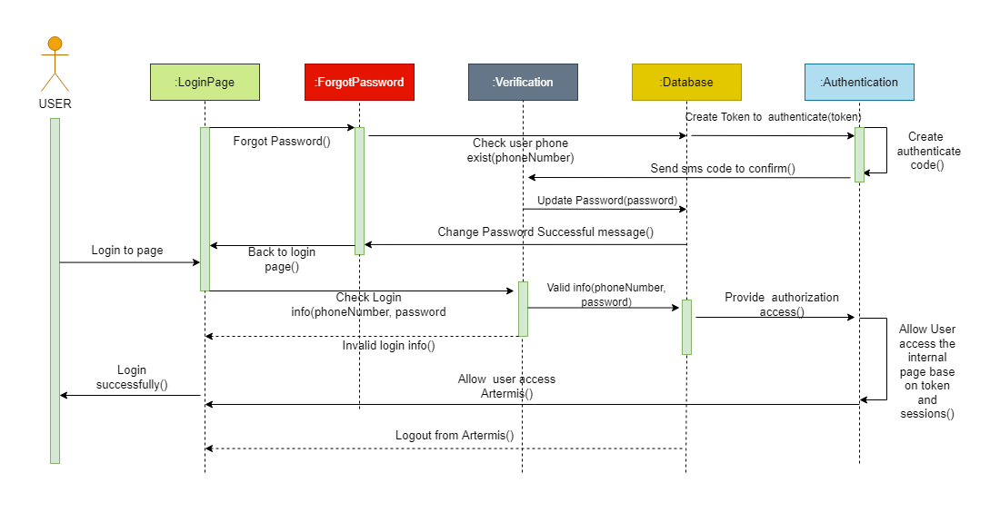 USER
:LoginPage
:ForgotPassword
:Verification
:Database
:Authentication
Create Token to  authenticate(token)
Forgot Password()
Check user phone
exist(phoneNumber)
Create
authenticate
code()
Send sms code to confirm()
Update Password(password)
Change Password Successful message()
Login to page
Back to login
page()
Check Login
info(phoneNumber, password
Valid info(phoneNumber,
password)
Provide  authorization
access()
Invalid login info()
Allow User
access the
internal
page base
on token
and
sessions()
Login
successfully()
Allow  user access
Artermis()
Logout from Artermis()